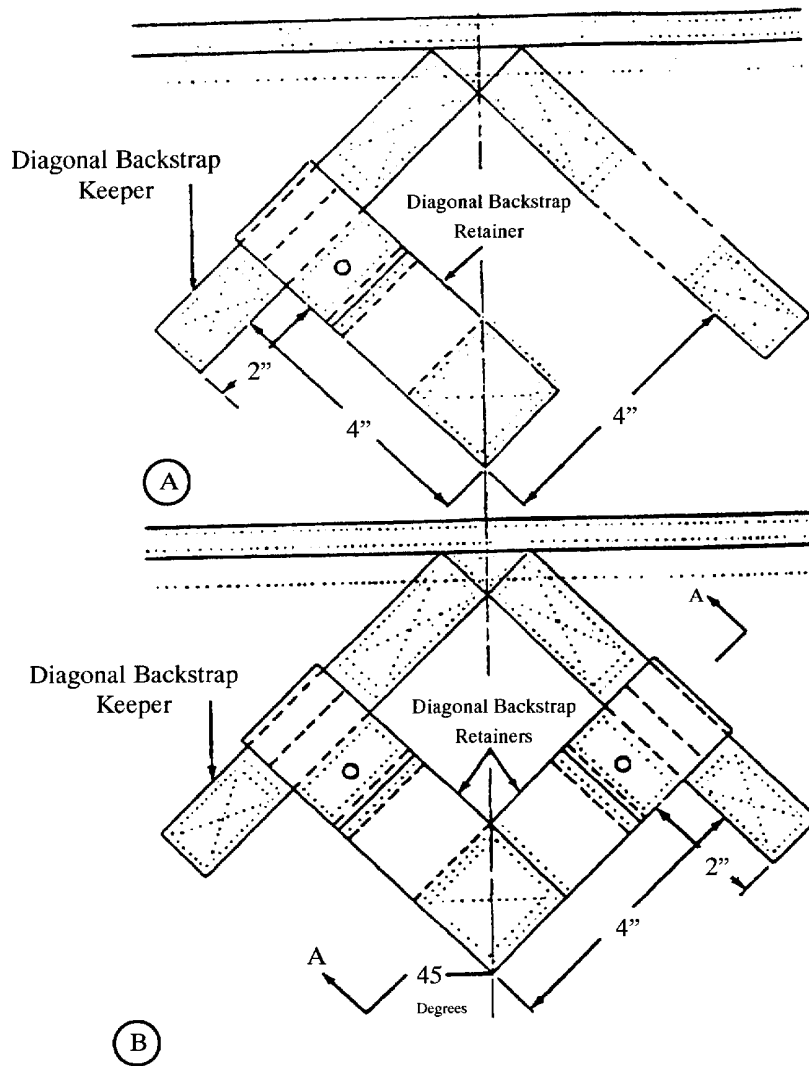 Diagonal Backstrap
Keeper
Diagonal Backstrap
Retainer
2”
4”
4”
A
A
Diagonal Backstrap
Keeper
Diagonal Backstrap
Retainers
2”
4”
A
45
Degrees
B